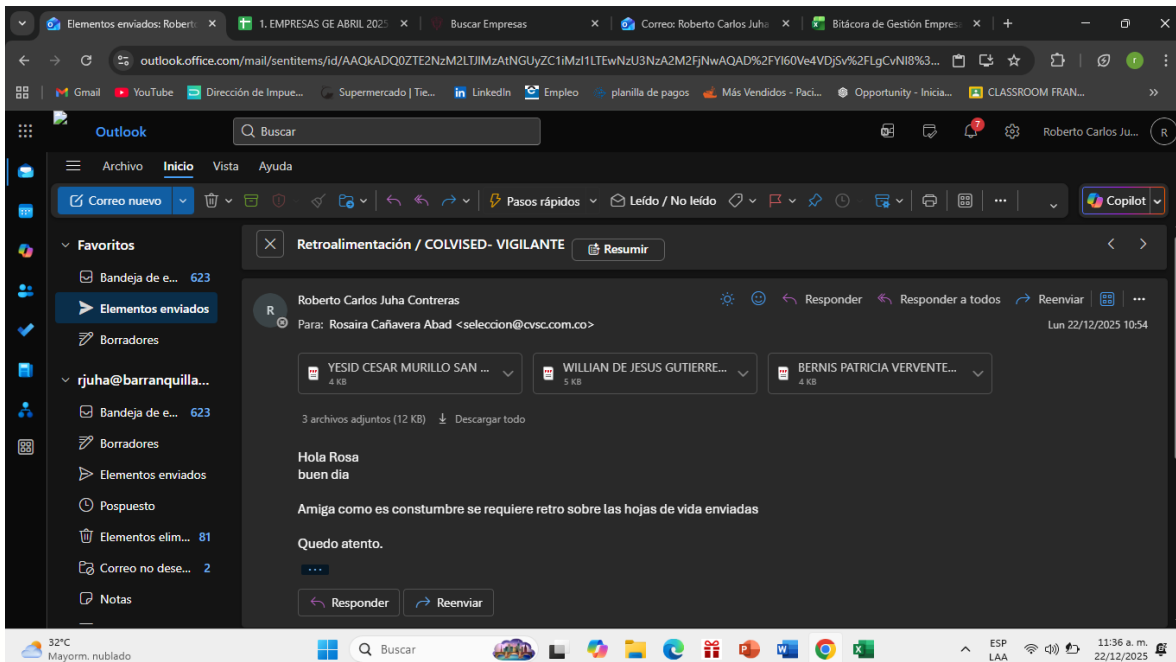 Elementos enviados: Robert
1. EMPRESAS GE ABRIL 2025
Buscar Empresas
Correo: Roberto Carlos Juha
Bitácora de Gestión Empres
outlook.office.com/mail/sentitems/id/AAQkADQ0ZTE2NzM2LTJlMzAtNGUyZC1iMzI1LTEwNzU3NzA2M2FjNwAQAD%2FYl60Ve4VDjSv%2FLgCvNI8%3...
Gmail
YouTube
Dirección de Impue...
Supermercado | Tie...
LinkedIn
Empleo
planilla de pagos
Más Vendidos - Paci...
Opportunity - Inicia...
CLASSROOM FRAN...
Outlook
Buscar
7
Roberto Carlos Ju...
R
Archivo Inicio Vista Ayuda
Correo nuevo
Pasos rápidos
Leído / No leído
Copilot
Favoritos
Bandeja de e... 623
Elementos enviados
Borradores
rjuha@barranquilla...
Bandeja de e... 623
Borradores
Elementos enviados
Pospuesto
Elementos elim... 81
Correo no dese... 2
Notas
Retroalimentación / COLVISED- VIGILANTE
Resumir
R
Roberto Carlos Juha Contreras
Responder
Responder a todos
Reenviar
Para: Rosaira Cañavera Abad <seleccion@cvsc.com.co>
Lun 22/12/2025 10:54
YESID CESAR MURILLO SAN ...
4 KB
WILLIAN DE JESUS GUTIERRE...
5 KB
BERNIS PATRICIA VERVENTE...
4 KB
3 archivos adjuntos (12 KB)
Descargar todo
Hola Rosa
buen dia
Amiga como es constumbre se requiere retro sobre las hojas de vida enviadas
Quedo atento.
Responder
Reenviar
32°C
Mayorm. nublado
Buscar
ESP
LAA
11:36 a. m.
22/12/2025